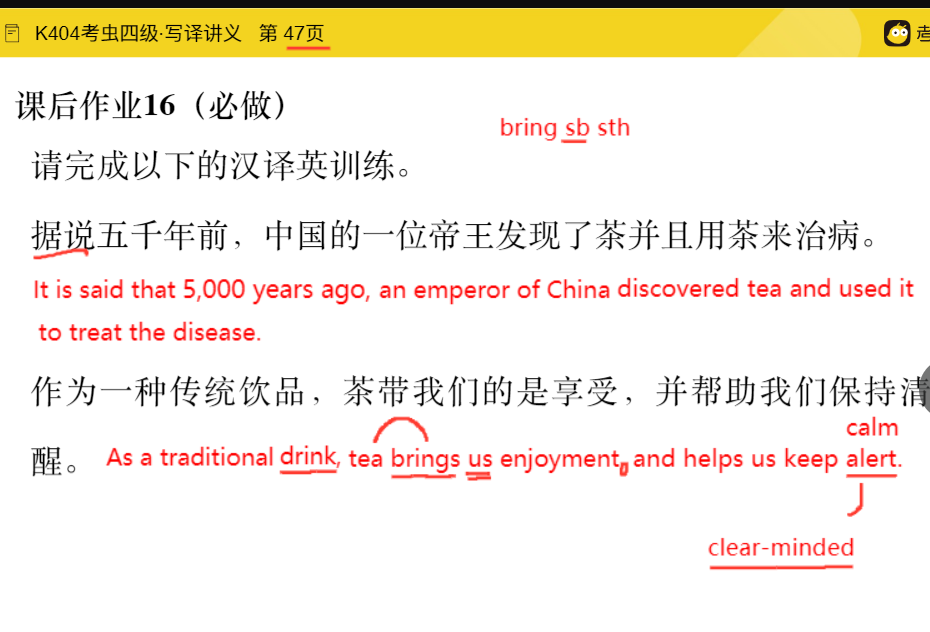 K404考虫四级·写译讲义 第 47页
课后作业16（必做）
bring sb sth
请完成以下的汉译英训练。
据说五千年前，中国的一位帝王发现了茶并且用茶来治病。
It is said that 5,000 years ago, an emperor of China discovered tea and used it
to treat the disease.
作为一种传统饮品，茶带我们的是享受，并帮助我们保持清
calm
醒。 As a traditional drink, tea brings us enjoyment, and helps us keep alert.
clear-minded